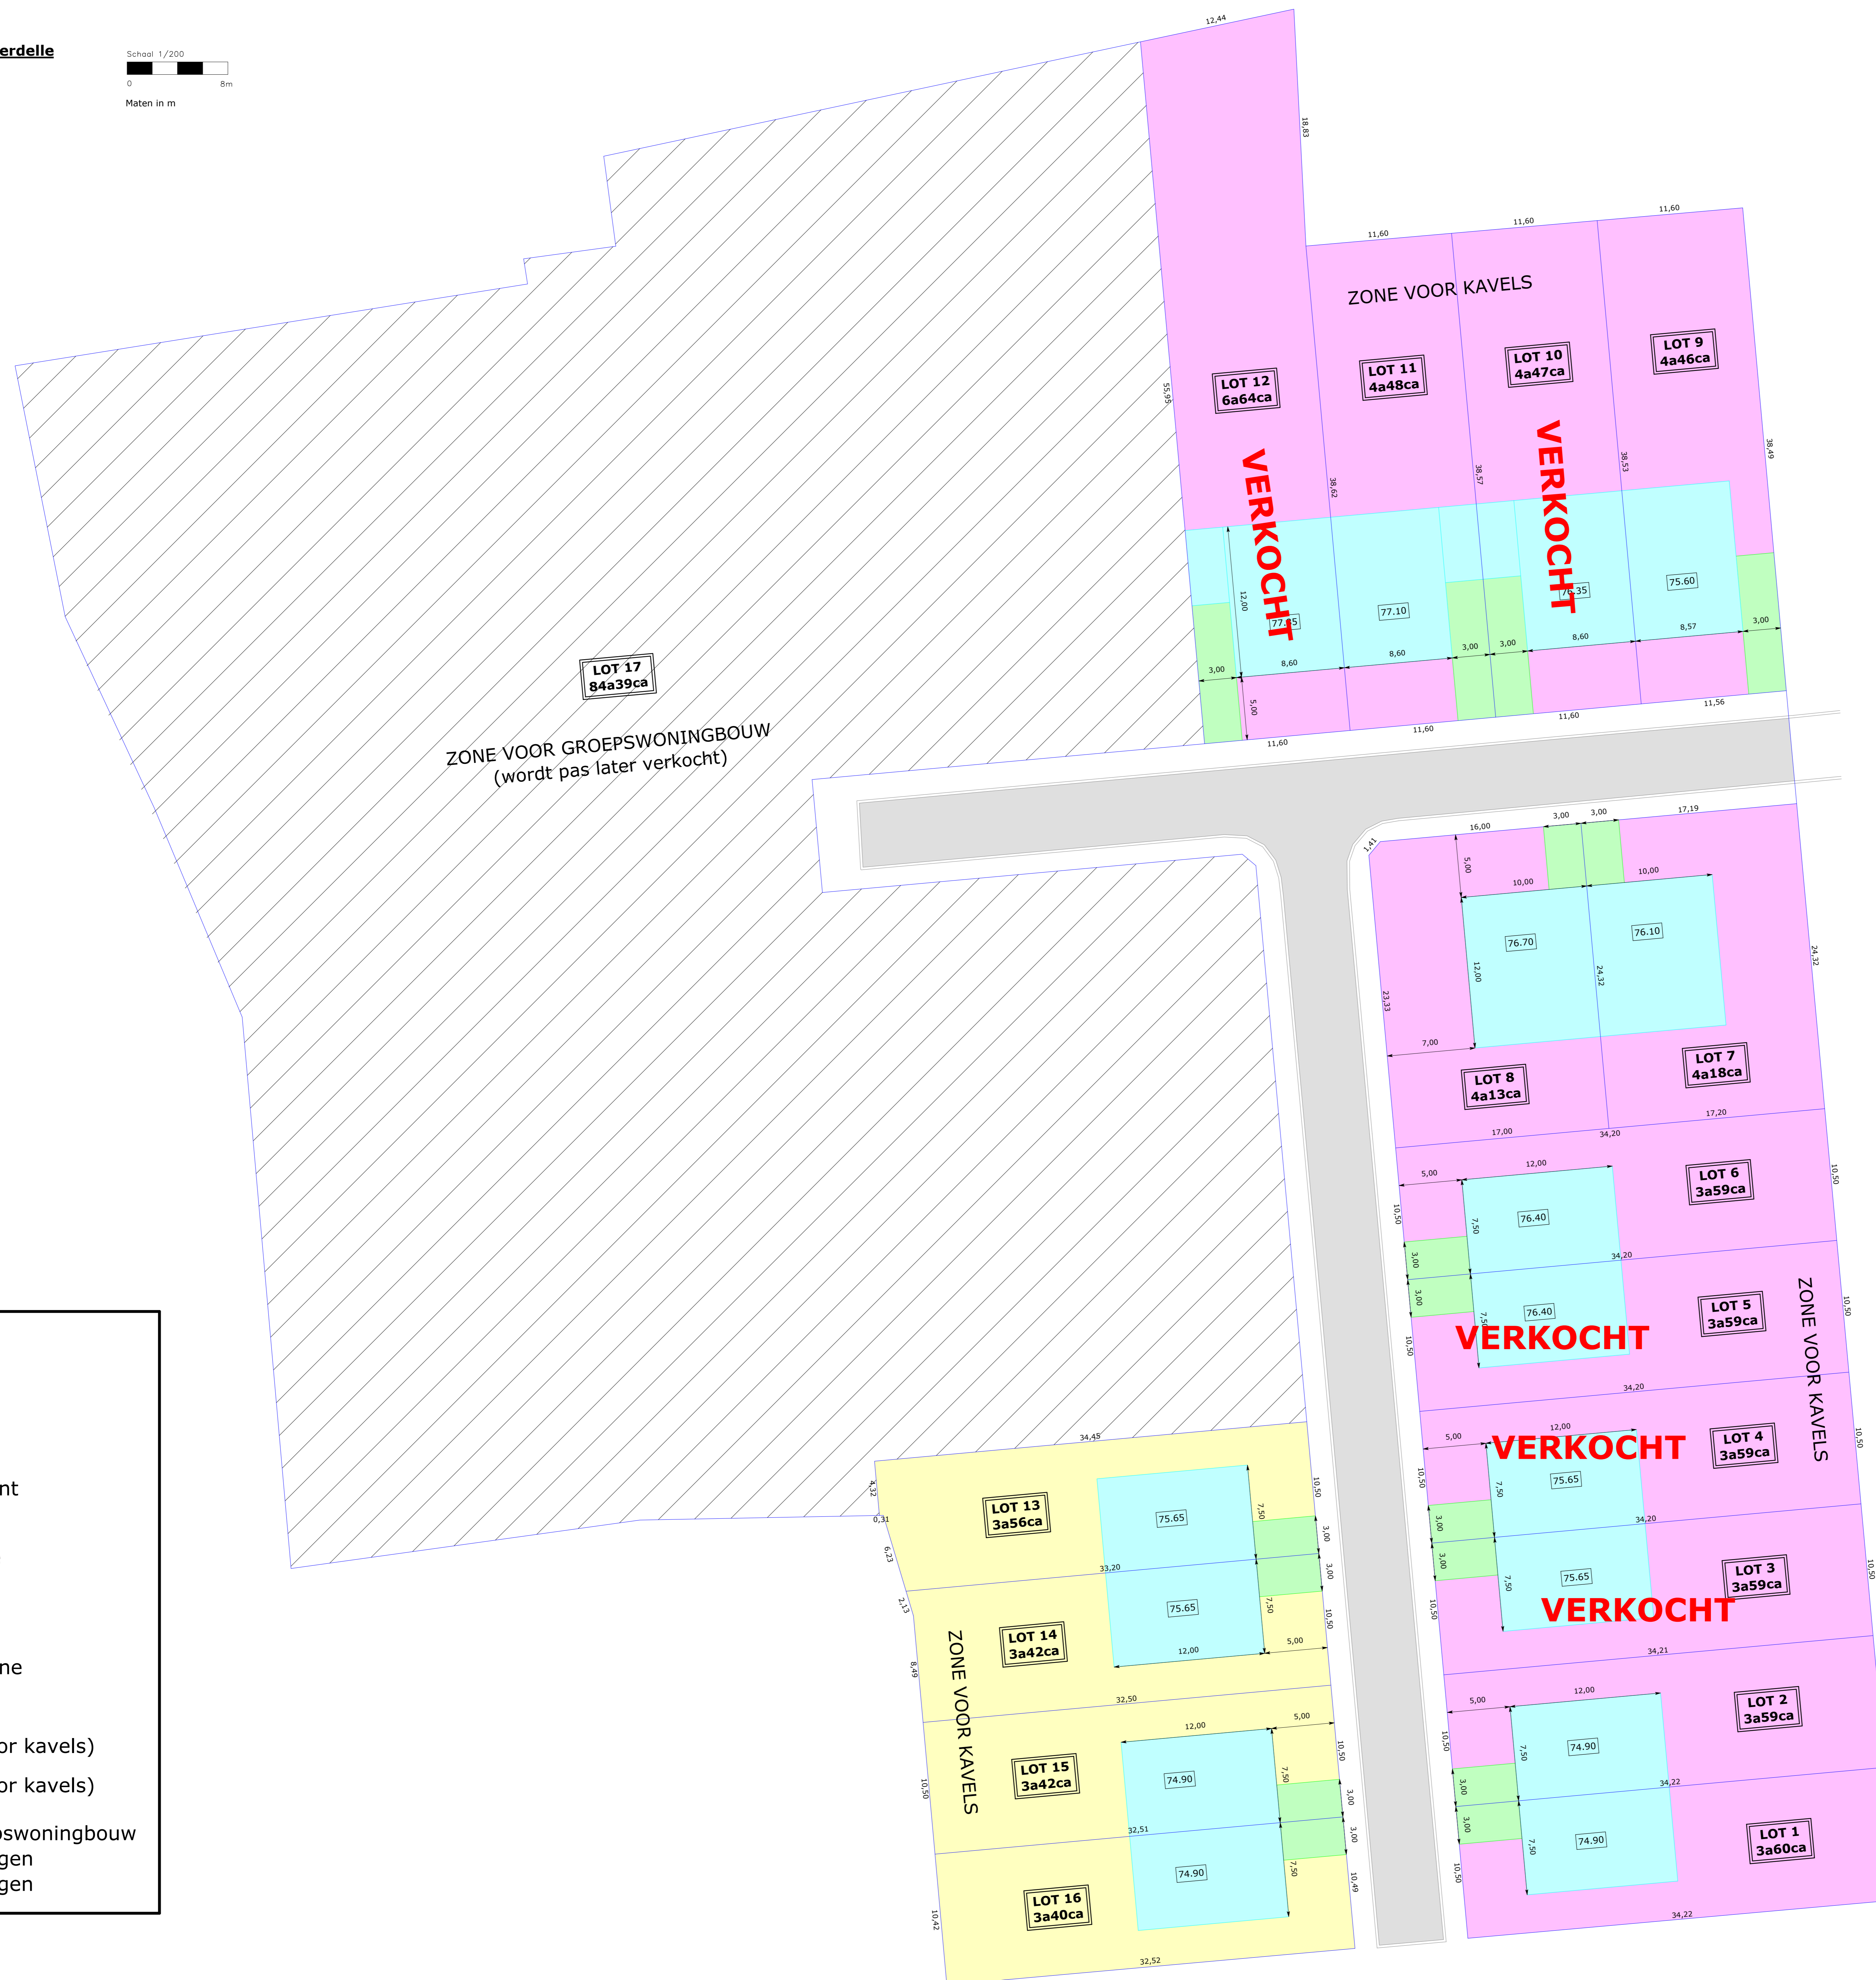 erdelle
Schaal 1/200
0 8m
Maten in m
12,44
18,83
55,95
11,60
11,60
11,60
ZONE VOOR KAVELS
LOT 12
6a64ca
LOT 11
4a48ca
LOT 10
4a47ca
LOT 9
4a46ca
VERKOCHT
VERKOCHT
38,62
38,57
38,53
38,49
12,00
77.10
76.35
75.60
3,00
8,60
8,60
3,00
3,00
8,60
8,57
3,00
5,00
11,60
11,60
11,60
11,56
LOT 17
84a39ca
ZONE VOOR GROEPSWONINGBOUW
(wordt pas later verkocht)
1,41
16,00
3,00
3,00
17,19
5,00
10,00
10,00
76.70
76.10
12,00
24,32
24,32
23,33
7,00
LOT 8
4a13ca
LOT 7
4a18ca
17,00
34,20
17,20
5,00
12,00
LOT 6
3a59ca
10,50
10,50
7,50
76.40
3,00
34,20
3,00
76.40
7,50
LOT 5
3a59ca
VERKOCHT
10,50
10,50
ZONE VOOR KAVELS
34,20
5,00
12,00
VERKOCHT
LOT 4
3a59ca
10,50
10,50
7,50
75.65
3,00
34,20
3,00
75.65
7,50
LOT 3
3a59ca
VERKOCHT
10,50
10,50
34,21
5,00
12,00
LOT 2
3a59ca
10,50
7,50
74.90
3,00
34,22
3,00
74.90
7,50
LOT 1
3a60ca
10,50
34,22
34,45
4,32
0,31
6,23
2,13
LOT 13
3a56ca
75.65
7,50
10,50
3,00
33,20
3,00
75.65
7,50
10,50
LOT 14
3a42ca
12,00
5,00
8,49
ZONE VOOR KAVELS
32,50
12,00
5,00
LOT 15
3a42ca
74.90
7,50
10,50
10,50
3,00
32,51
3,00
74.90
7,50
LOT 16
3a40ca
10,49
10,42
32,52
nt
ne
or kavels)
or kavels)
oswoningbouw
gen
gen